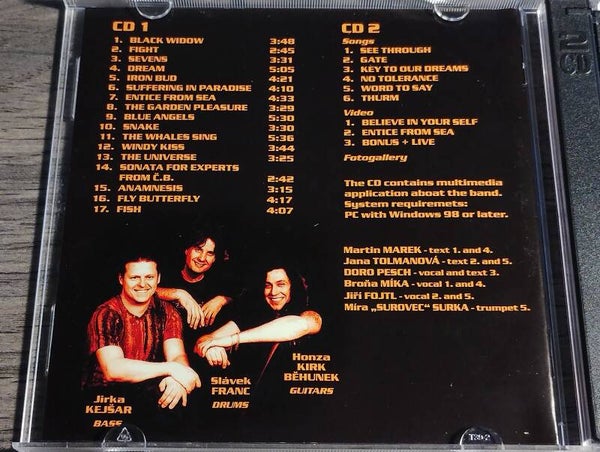 CD 1
1. BLACK WIDOW 3:48
2. FIGHT 2:45
3. SEVENS 3:31
4. DREAM 5:05
5. IRON BUD 4:21
6. SUFFERING IN PARADISE 4:10
7. ENTICE FROM SEA 4:33
8. THE GARDEN PLEASURE 3:29
9. BLUE ANGELS 5:30
10. SNAKE 3:30
11. THE WHALES SING 5:36
12. WINDY KISS 3:44
13. THE UNIVERSE 3:25
14. SONATA FOR EXPERTS
FROM Č.B. 2:42
15. ANAMNESIS 3:15
16. FLY BUTTERFLY 4:17
17. FISH 4:07
CD 2
Songs
1. SEE THROUGH
2. GATE
3. KEY TO OUR DREAMS
4. NO TOLERANCE
5. WORD TO SAY
6. THURM
Video
1. BELIEVE IN YOUR SELF
2. ENTICE FROM SEA
3. BONUS + LIVE
Fotogallery
The CD contains multimedia
application aboat the band.
System requiremets:
PC with Windows 98 or later.
Martin MAREK - text 1. and 4.
Jana TOLMANOVÁ - text 2. and 5.
DORO PESCH - vocal and text 3.
Broňa MÍKA - vocal 1. and 4.
Jiří FOJTL - vocal 2. and 5.
Míra „SUROVEC“ SURKA - trumpet 5.
Jirka
KEJŠAR
BASS
Slávek
FRANC
DRUMS
Honza
KIRK
BĚHUNEK
GUITARS